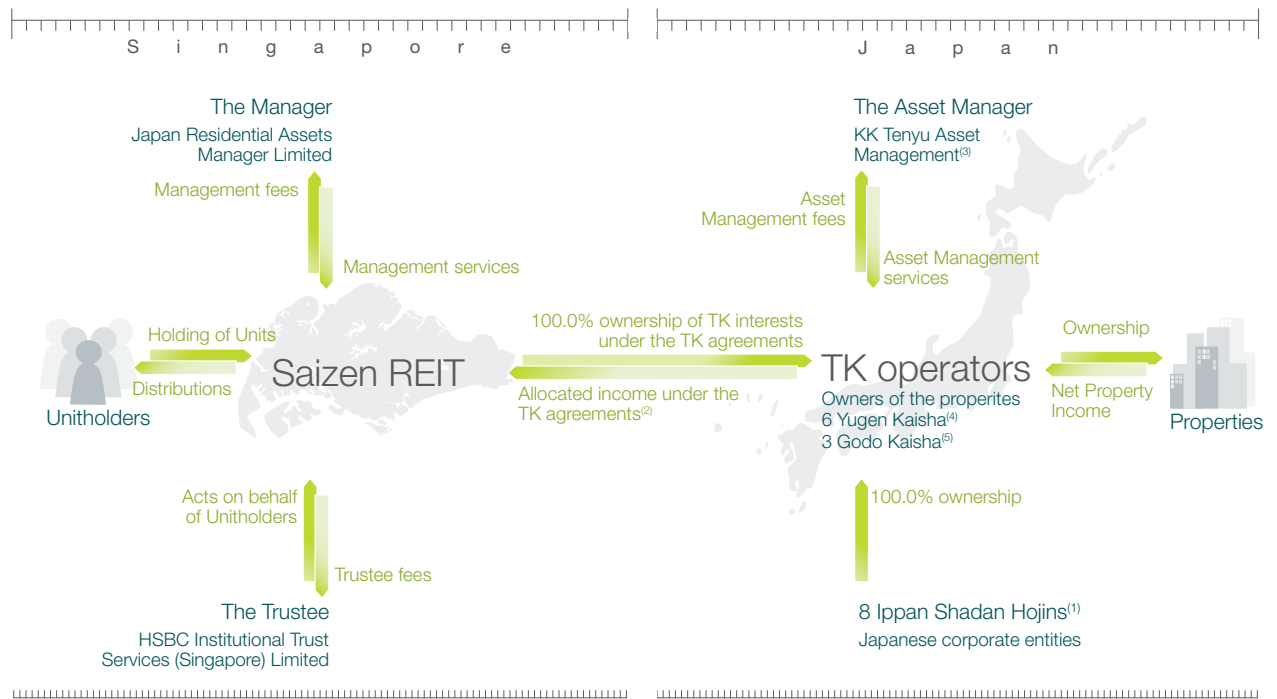 Singapore
Japan
The Manager
Japan Residential Assets
Manager Limited
Management fees
Management services
The Asset Manager
KK Tenyu Asset
Management(3)
Asset
Management fees
Asset Management
services
Holding of Units
Distributions
Unitholders
Saizen REIT
100.0% ownership of TK interests
under the TK agreements
Allocated income under the
TK agreements(2)
TK operators
Owners of the properites
6 Yugen Kaisha(4)
3 Godo Kaisha(5)
Ownership
Net Property
Income
Properties
Acts on behalf
of Unitholders
Trustee fees
The Trustee
HSBC Institutional Trust
Services (Singapore) Limited
100.0% ownership
8 Ippan Shadan Hojins(1)
Japanese corporate entities